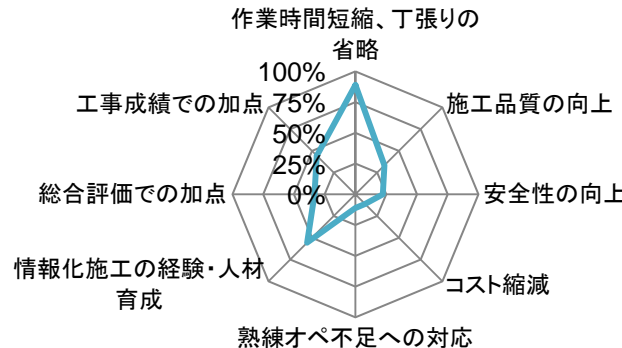 作業時間短縮、丁張りの
省略
施工品質の向上
安全性の向上
コスト縮減
熟練オペ不足への対応
情報化施工の経験・人材
育成
総合評価での加点
工事成績での加点
100%
75%
50%
25%
0%